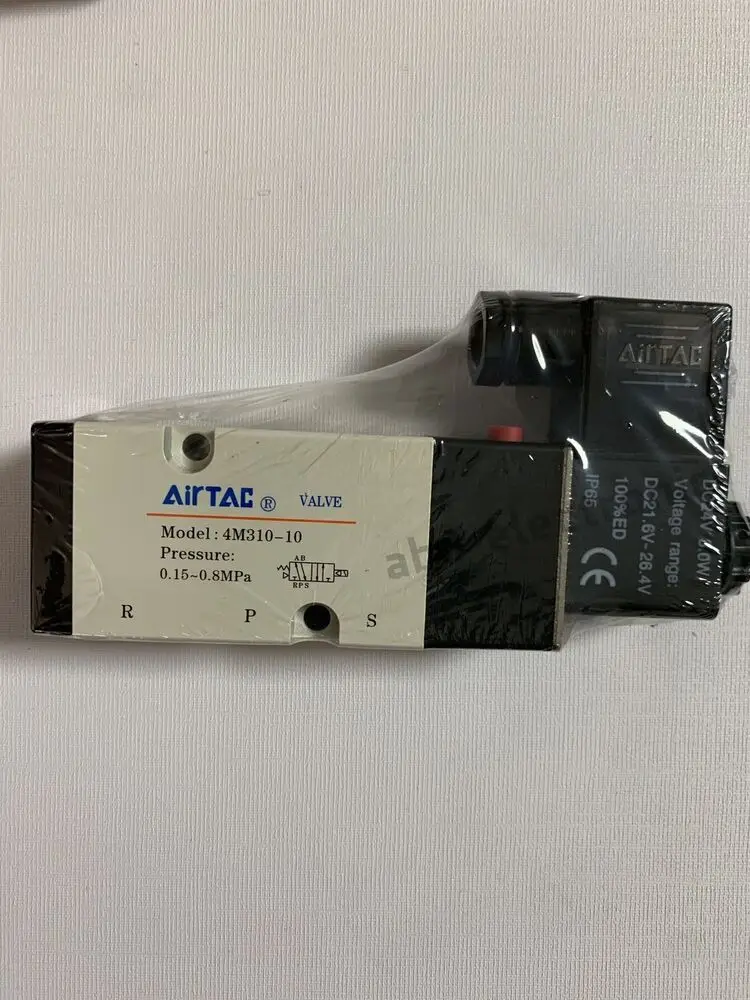 AirTAC
AirTAC ® VALVE
Model: 4M310-10
Pressure:
0.15~0.8MPa
A B
R P S
R P S
Voltage range:
DC21.6V-26.4V
100%ED
IP65
CE